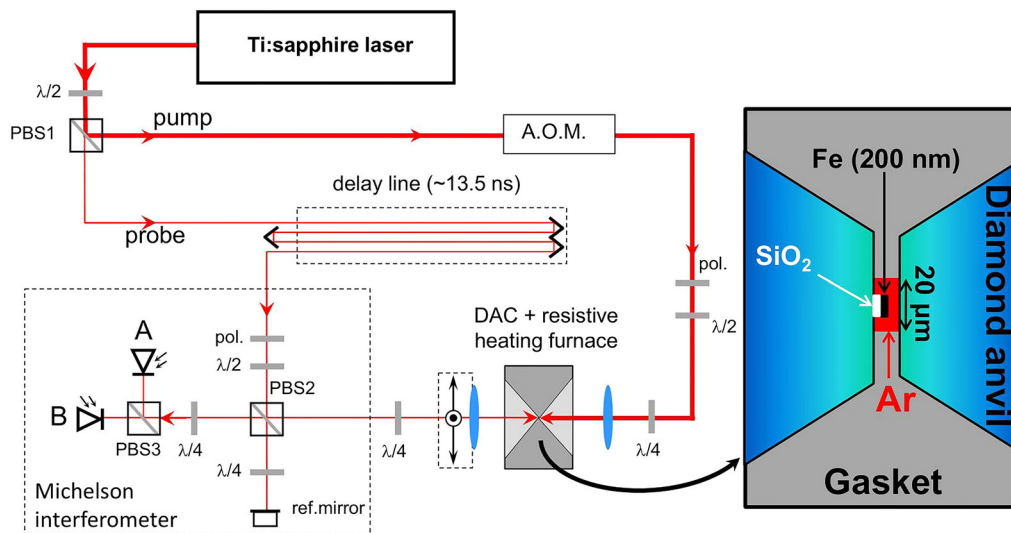 Ti:sapphire laser
λ/2
PBS1
pump
A.O.M.
delay line (~13.5 ns)
probe
pol.
λ/2
DAC + resistive
heating furnace
pol.
λ/2
PBS2
A
B
PBS3
λ/4
λ/4
λ/4
λ/4
ref.mirror
Michelson
interferometer
Fe (200 nm)
SiO₂
20 µm
Ar
Diamond anvil
Gasket